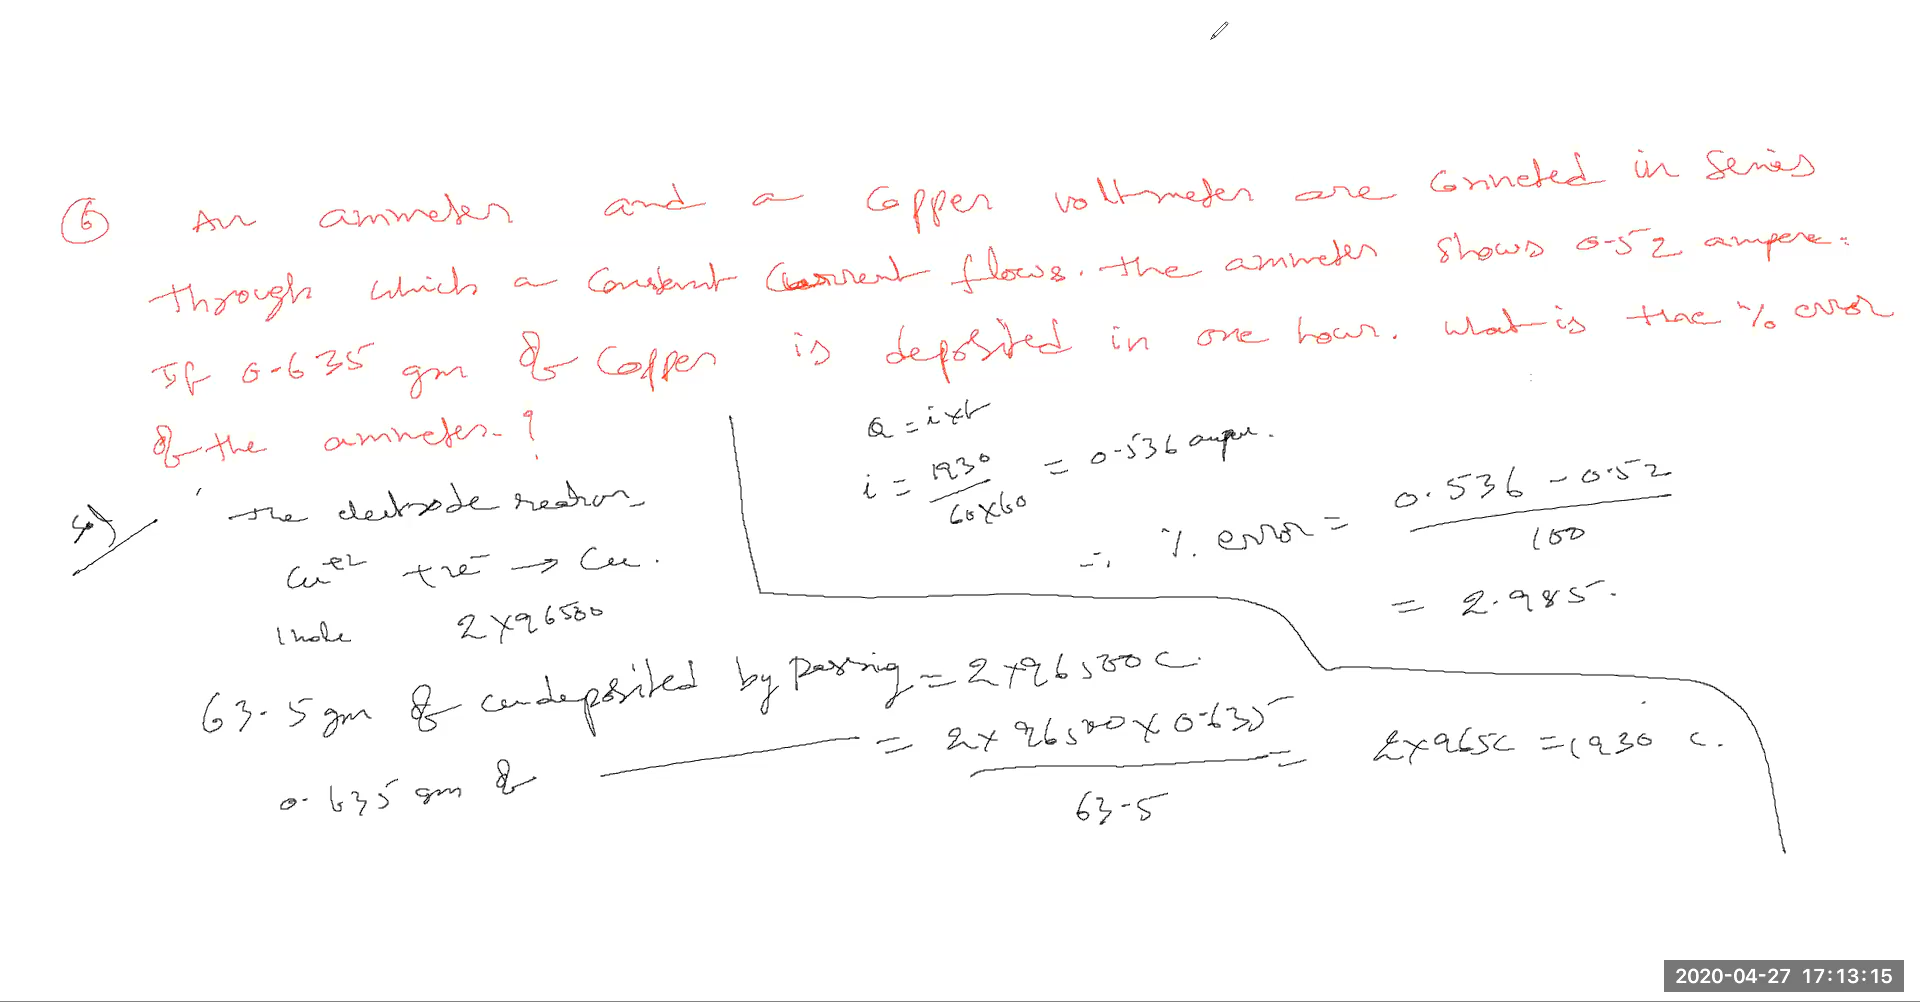 6 An ammeter and a Copper voltmeter are Connected in Series
through which a Constant Current flows. the ammeter shows 0.52 ampere.
If 0.635 gm of Copper is deposited in one hour. What is the % error
of the ammeter. ?
Sol) the electrode reaction
Cu+2 + 2e- → Cu.
1 mole 2×96500
63.5 gm of Cu deposited by passing = 2×96500 C.
0.635 gm of ——— = 2×96500×0.635 / 63.5 = 2×965C = 1930 C.
Q = i×t
i = 1930 / 60×60 = 0.536 amper.
∴ % error = 0.536 - 0.52 / 100
= 2.985.
2020-04-27 17:13:15